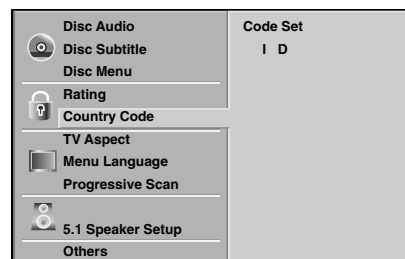 Disc Audio
Disc Subtitle
Disc Menu
Rating
Country Code
TV Aspect
Menu Language
Progressive Scan
5.1 Speaker Setup
Others
Code Set
I D